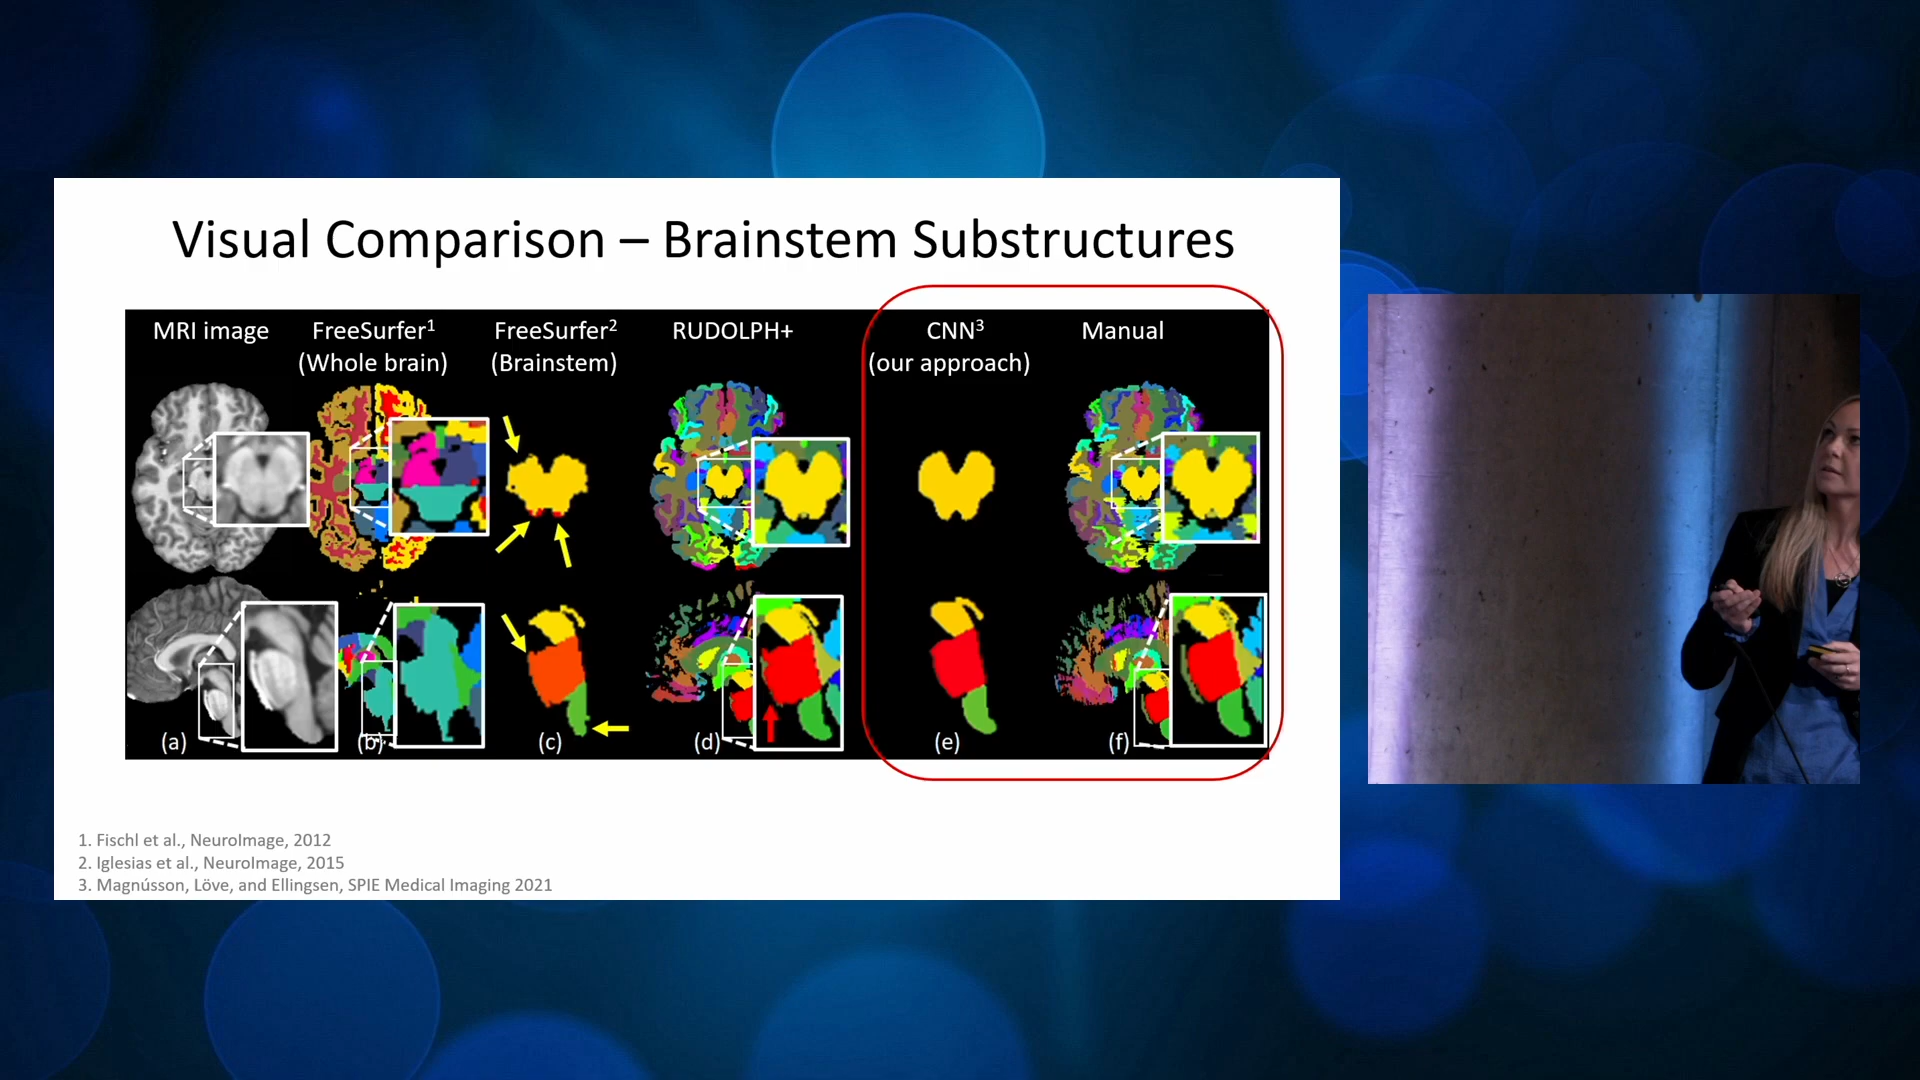 Visual Comparison – Brainstem Substructures
MRI image
FreeSurfer1
(Whole brain)
FreeSurfer2
(Brainstem)
RUDOLPH+
CNN3
(our approach)
Manual
(a)
(b)
(c)
(d)
(e)
(f)
1. Fischl et al., NeuroImage, 2012
2. Iglesias et al., NeuroImage, 2015
3. Magnússon, Löve, and Ellingsen, SPIE Medical Imaging 2021